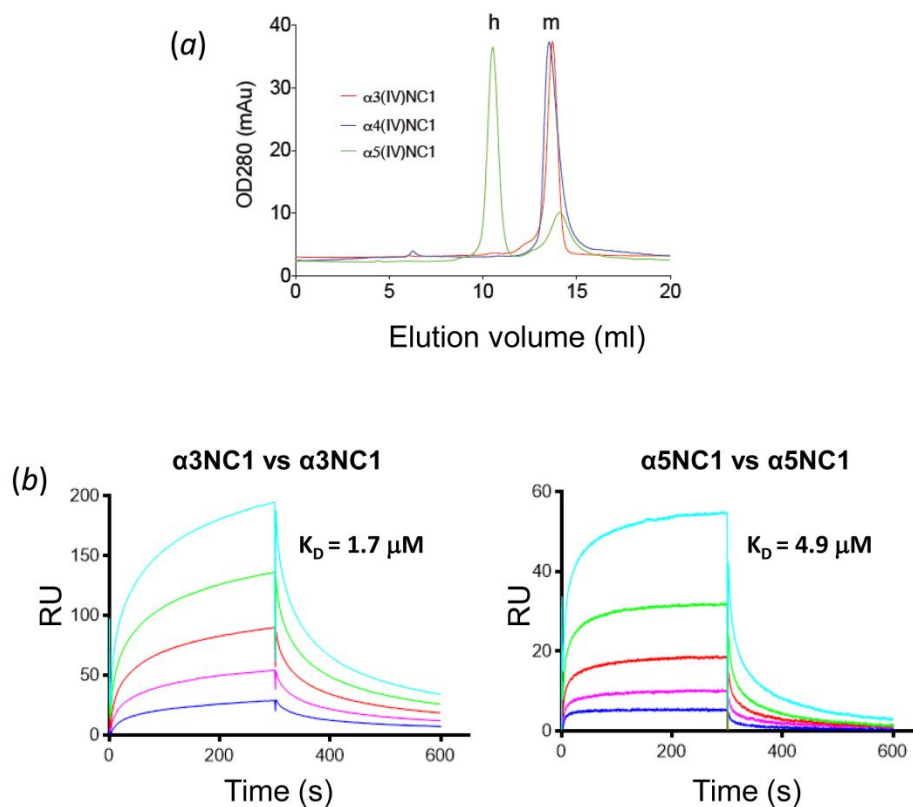 (a)
h m
40
30
20
10
0
OD280 (mAu)
α3(IV)NC1
α4(IV)NC1
α5(IV)NC1
0 5 10 15 20
Elution volume (ml)
(b)
α3NC1 vs α3NC1
200
150
100
50
0
RU
K_D = 1.7 μM
0 200 400 600
Time (s)
α5NC1 vs α5NC1
60
40
20
0
RU
K_D = 4.9 μM
0 200 400 600
Time (s)